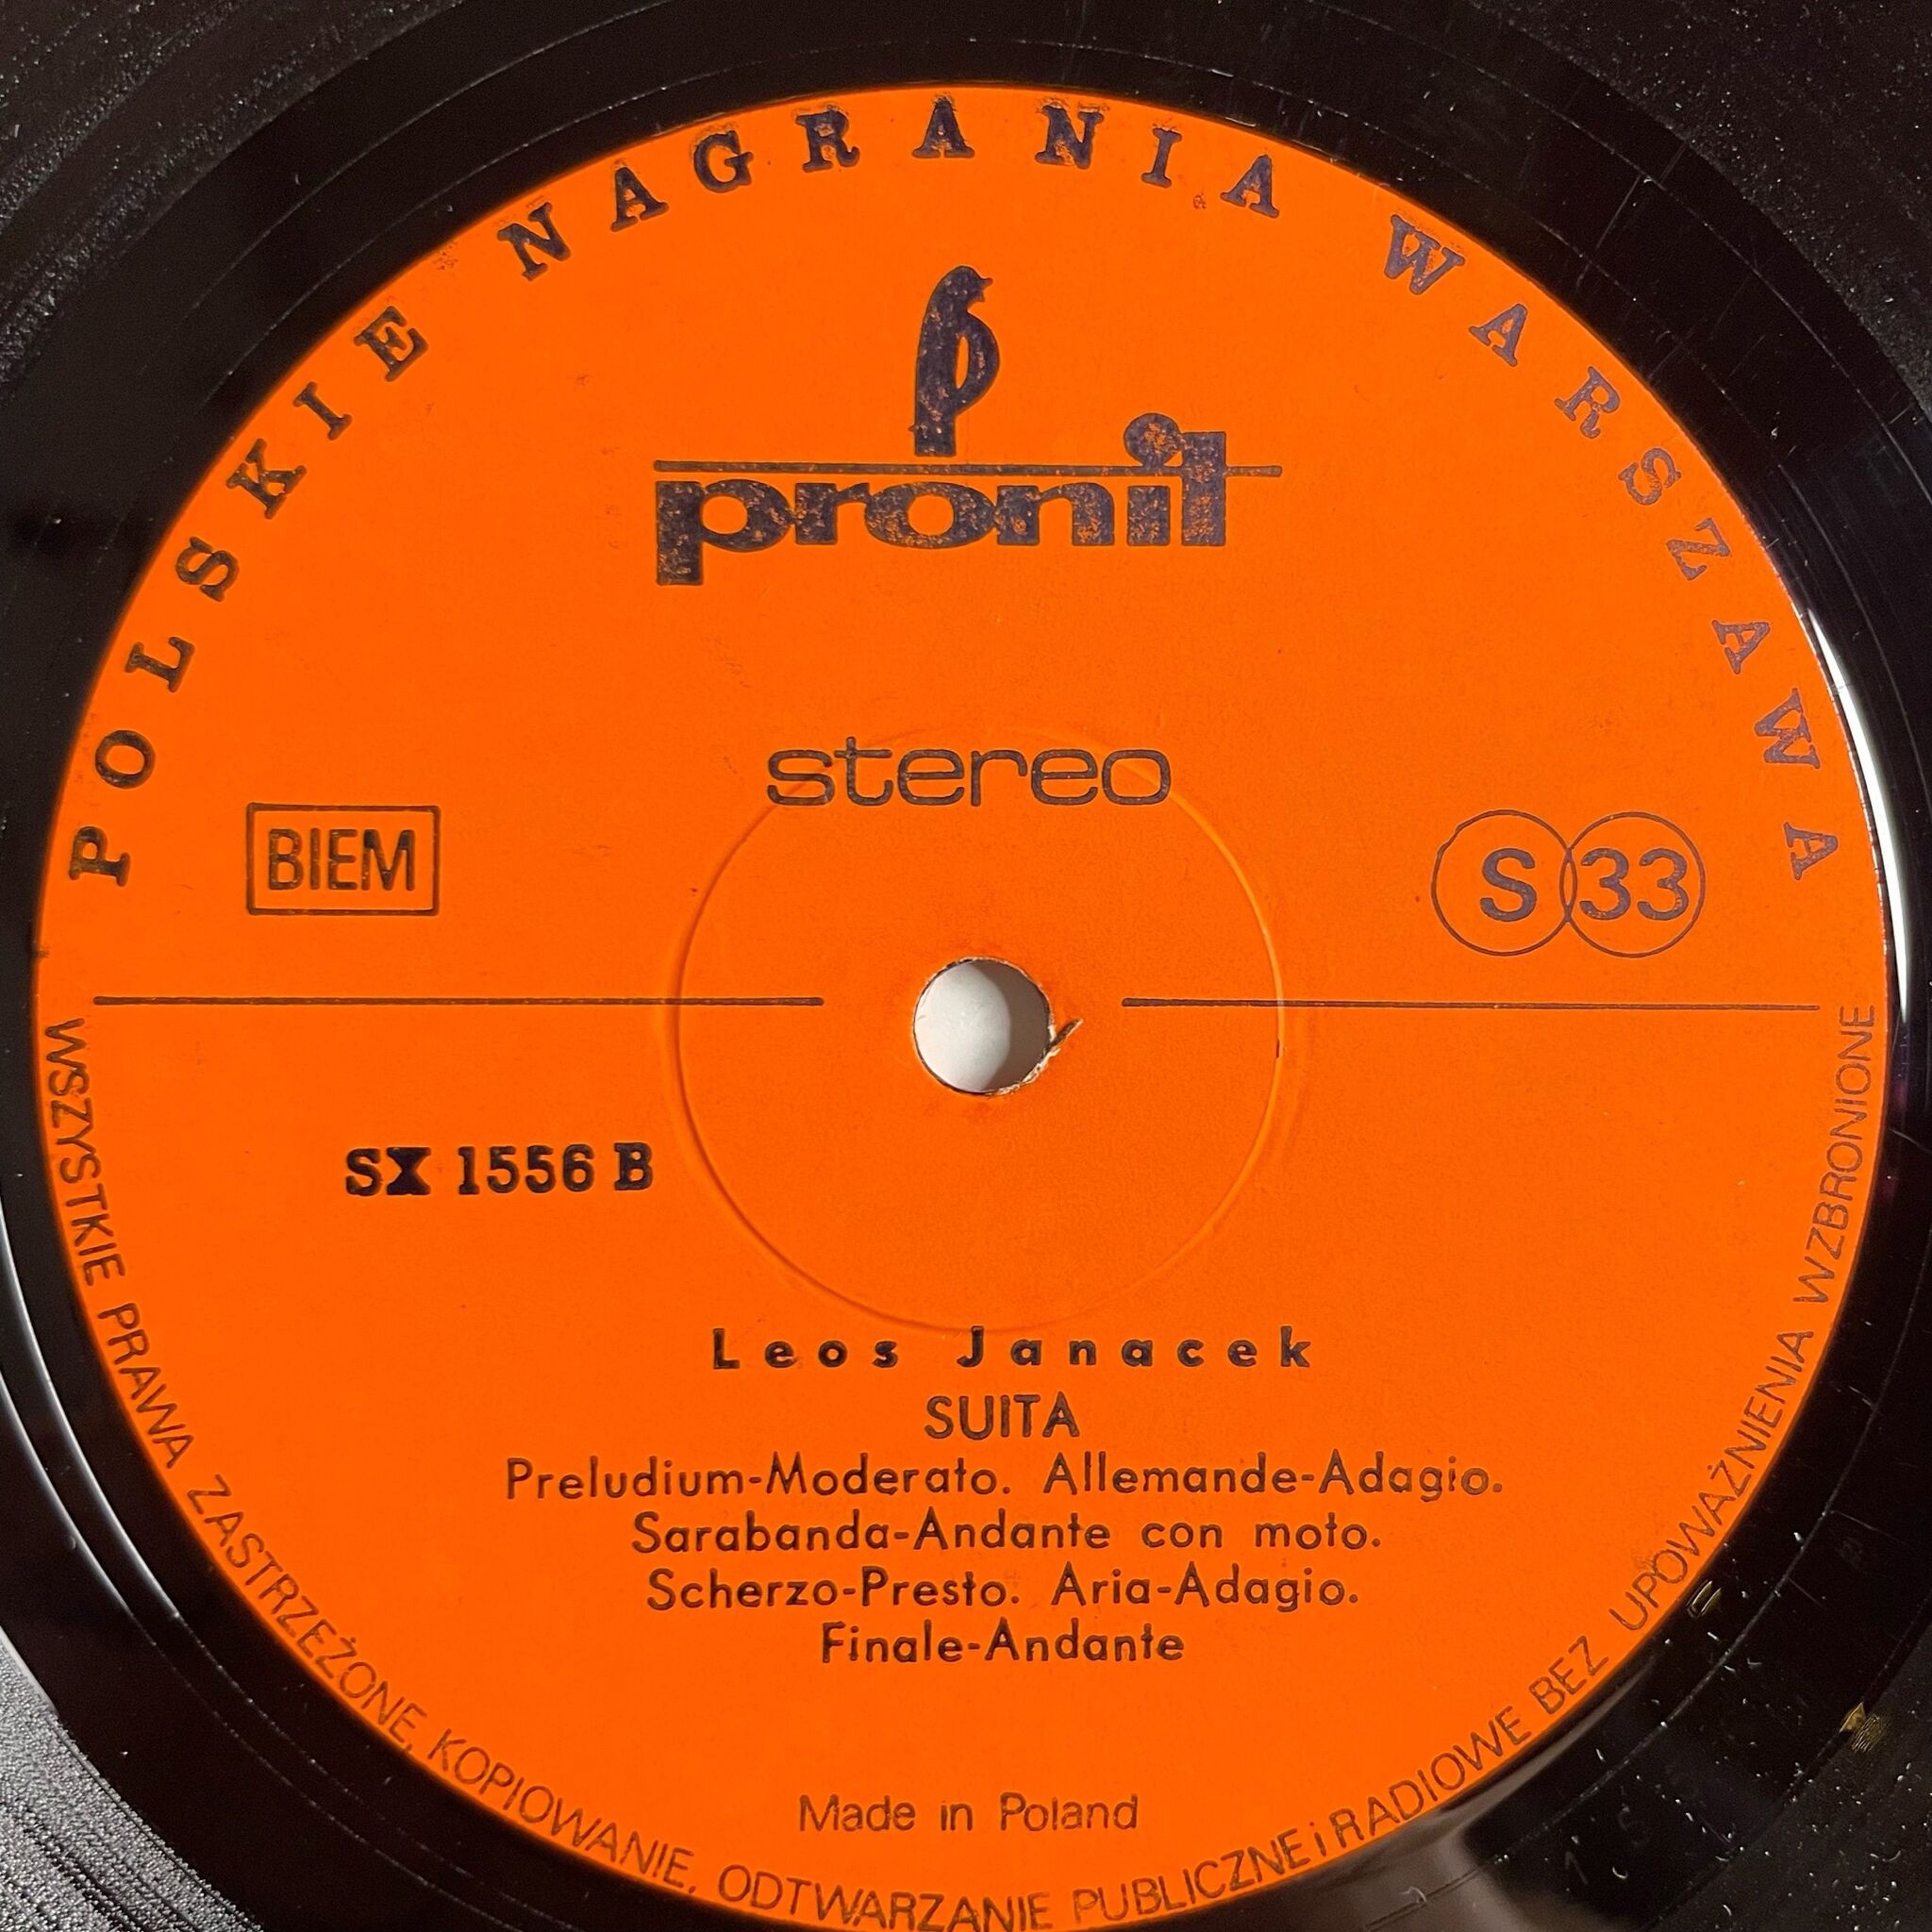 POLSKIE NAGRANIA WARSZAWA
pronit
stereo
BIEM
S 33
SX 1556 B
Leos Janacek
SUITA
Preludium-Moderato. Allemande-Adagio.
Sarabanda-Andante con moto.
Scherzo-Presto. Aria-Adagio.
Finale-Andante
Made in Poland
WSZYSTKIE PRAWA ZASTRZEŻONE, KOPIOWANIE, ODTWARZANIE PUBLICZNE i RADIOWE BEZ UPOWAŻNIENIA WZBRONIONE